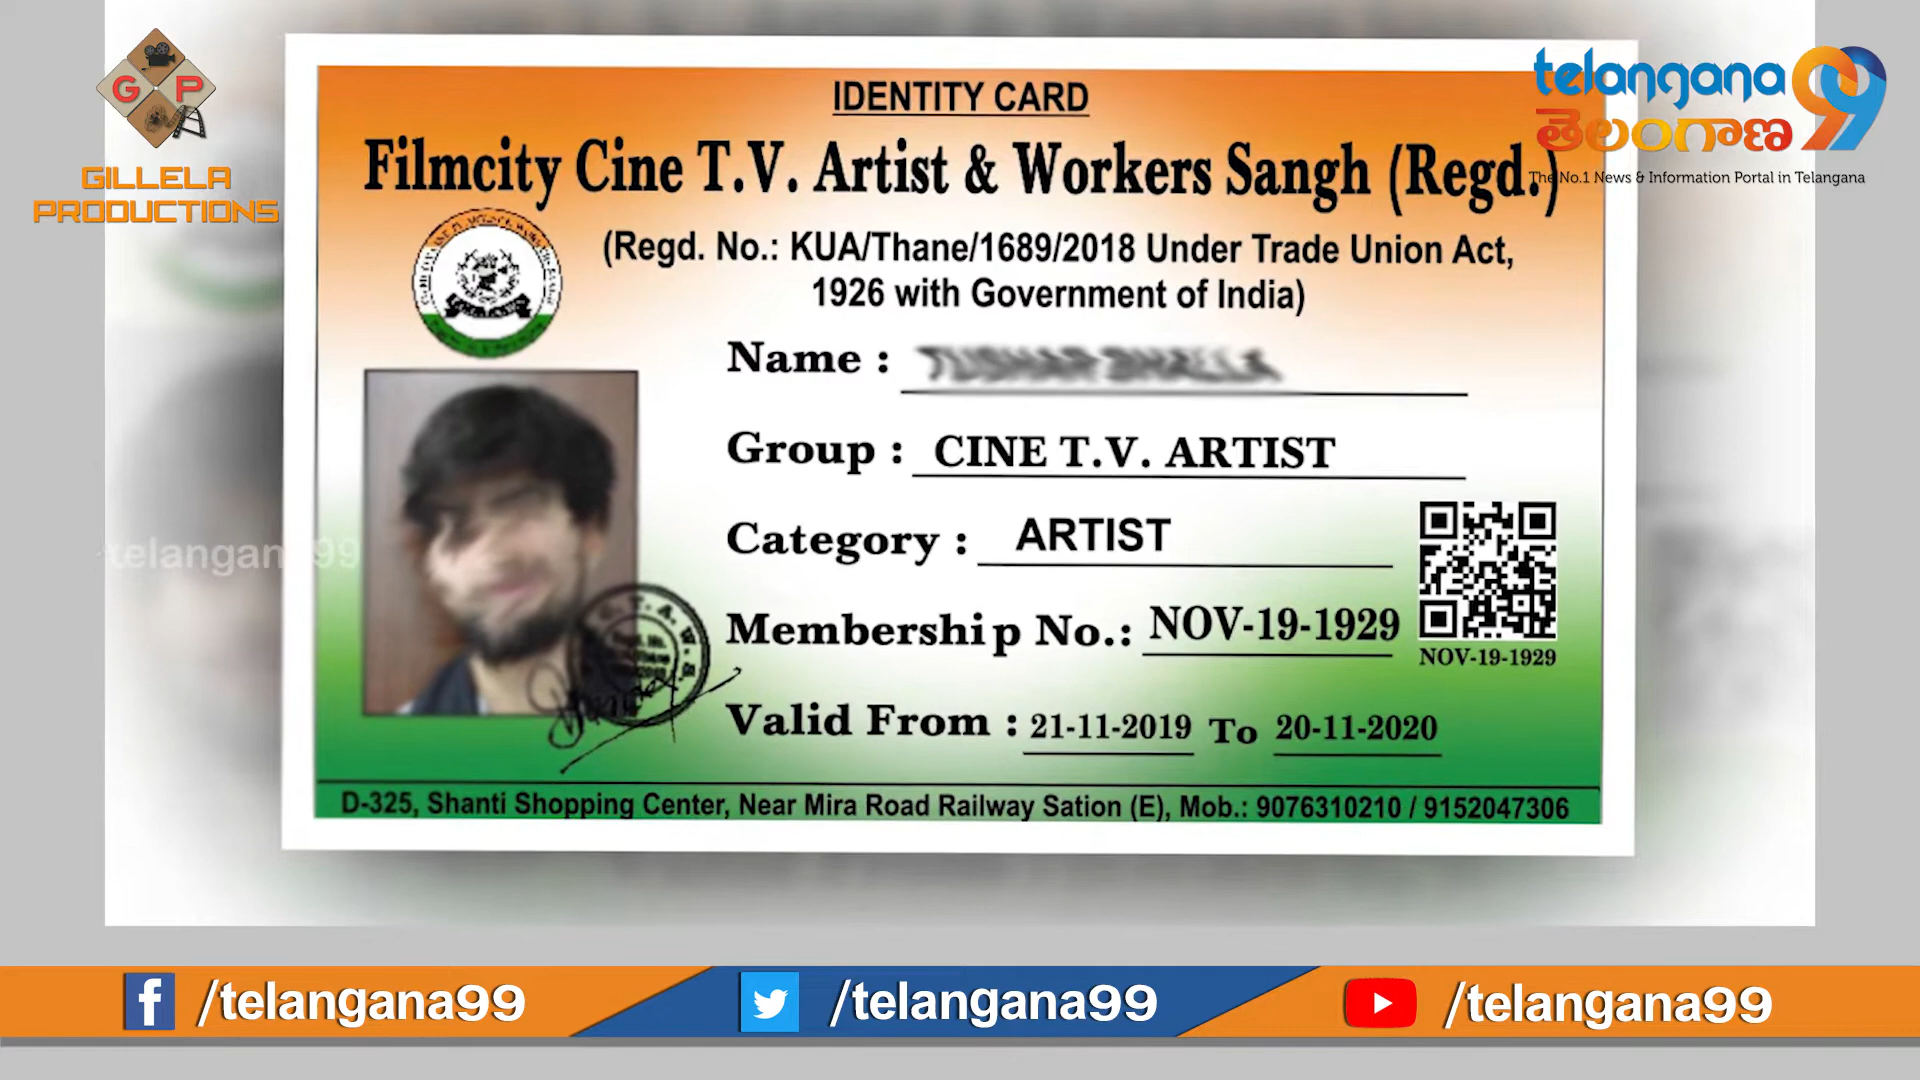 G P
GILLELA
PRODUCTIONS
telangana 99
తెలంగాణ
The No.1 News & Information Portal in Telangana
IDENTITY CARD
Filmcity Cine T.V. Artist & Workers Sangh (Regd.)
(Regd. No.: KUA/Thane/1689/2018 Under Trade Union Act,
1926 with Government of India)
Name :
Group : CINE T.V. ARTIST
Category : ARTIST
Membership No.: NOV-19-1929
NOV-19-1929
Valid From : 21-11-2019 To 20-11-2020
D-325, Shanti Shopping Center, Near Mira Road Railway Sation (E), Mob.: 9076310210 / 9152047306
/telangana99
/telangana99
/telangana99
/telangana99